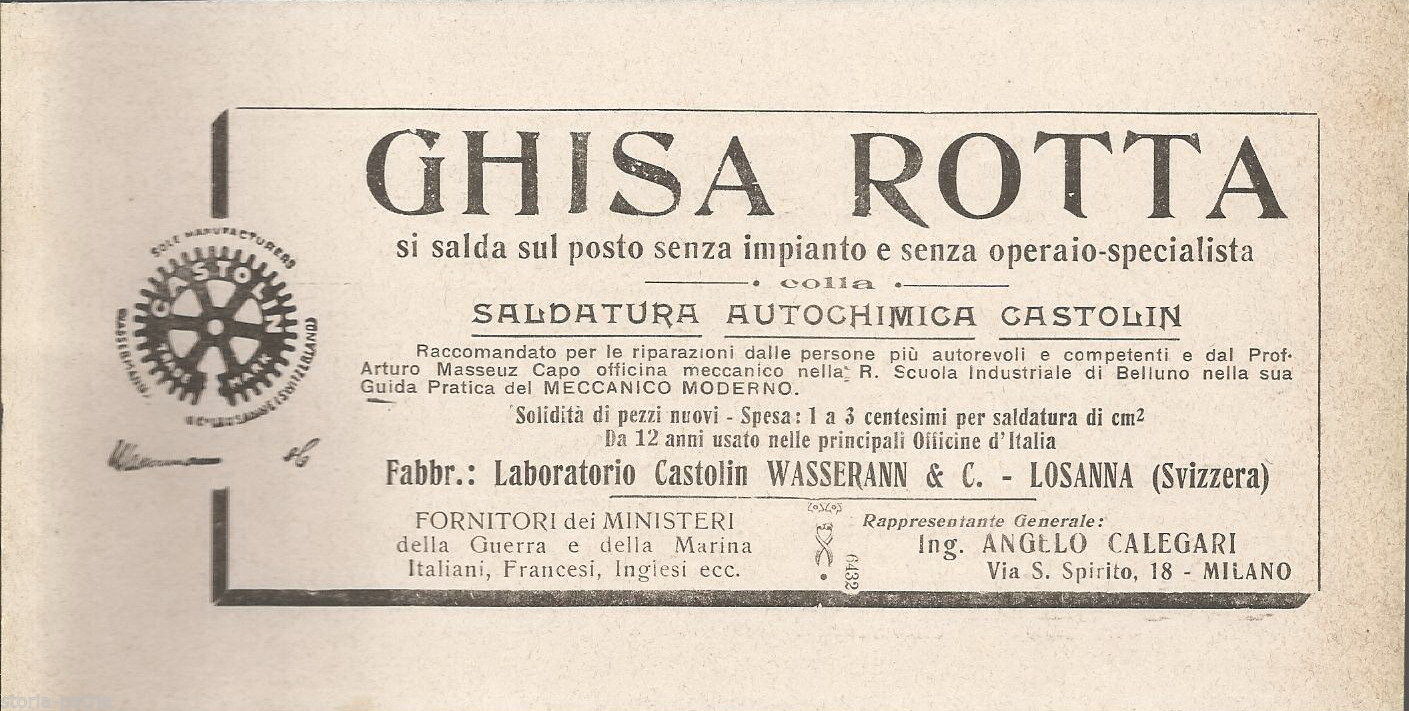 GHISA ROTTA
si salda sul posto senza impianto e senza operaio-specialista
colla
SALDATURA AUTOCHIMICA CASTOLIN
Raccomandato per le riparazioni dalle persone più autorevoli e competenti e dal Prof.
Arturo Masseuz Capo officina meccanico nella R. Scuola Industriale di Belluno nella sua
Guida Pratica del MECCANICO MODERNO.
Solidità di pezzi nuovi - Spesa: 1 a 3 centesimi per saldatura di cm2
Da 12 anni usato nelle principali Officine d'Italia
Fabbr.: Laboratorio Castolin WASSERANN & C. - LOSANNA (Svizzera)
FORNITORI dei MINISTERI
della Guerra e della Marina
Italiani, Francesi, Inglesi ecc.
6432
Rappresentante Generale:
Ing. ANGELO CALEGARI
Via S. Spirito, 18 - MILANO
SOLE MANUFACTURERS
CASTOLIN
MARK
(SWITZERLAND)